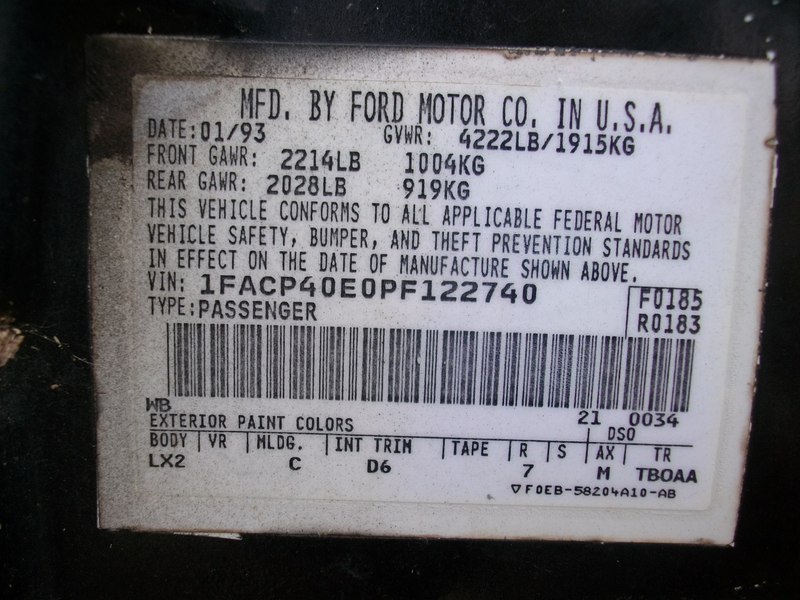 MFD. BY FORD MOTOR CO. IN U.S.A.
DATE: 01/93 GVWR: 4222LB/1915KG
FRONT GAWR: 2214LB 1004KG
REAR GAWR: 2028LB 919KG
THIS VEHICLE CONFORMS TO ALL APPLICABLE FEDERAL MOTOR
VEHICLE SAFETY, BUMPER, AND THEFT PREVENTION STANDARDS
IN EFFECT ON THE DATE OF MANUFACTURE SHOWN ABOVE.
VIN: 1FACP40E0PF122740 F0185
TYPE: PASSENGER R0183
WB 21 0034
EXTERIOR PAINT COLORS DSO
BODY VR MLDG. INT TRIM TAPE R S AX TR
LX2 C D6 7 M TBOAA
▽F0EB-58204A10-AB